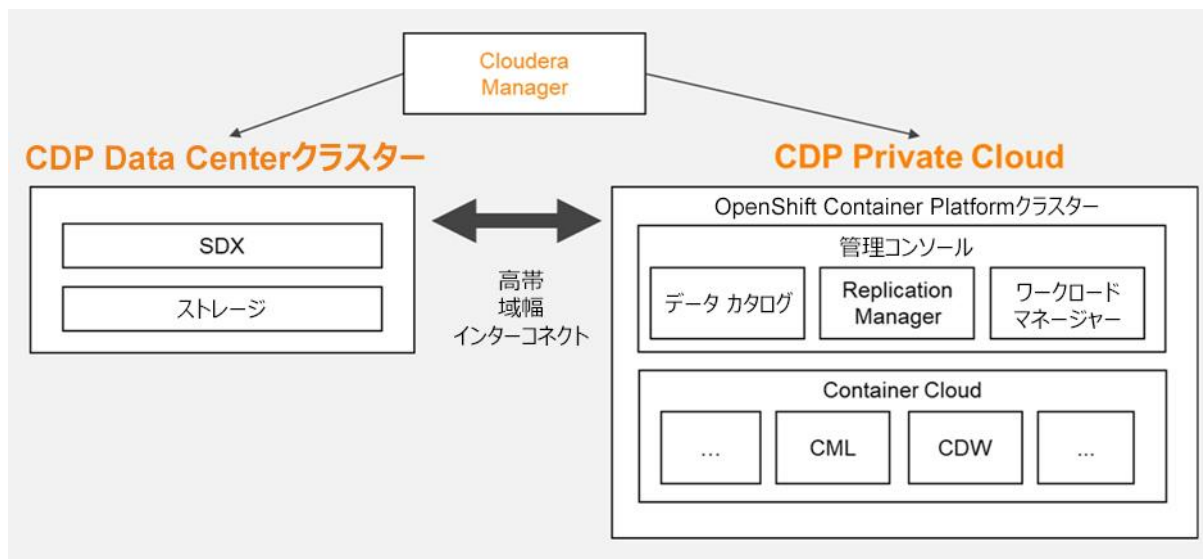 Cloudera
Manager
CDP Data Centerクラスター
CDP Private Cloud
SDX
ストレージ
高帯
域幅
インターコネクト
OpenShift Container Platformクラスター
管理コンソール
データ カタログ
Replication
Manager
ワークロード
マネージャー
Container Cloud
...
CML
CDW
...